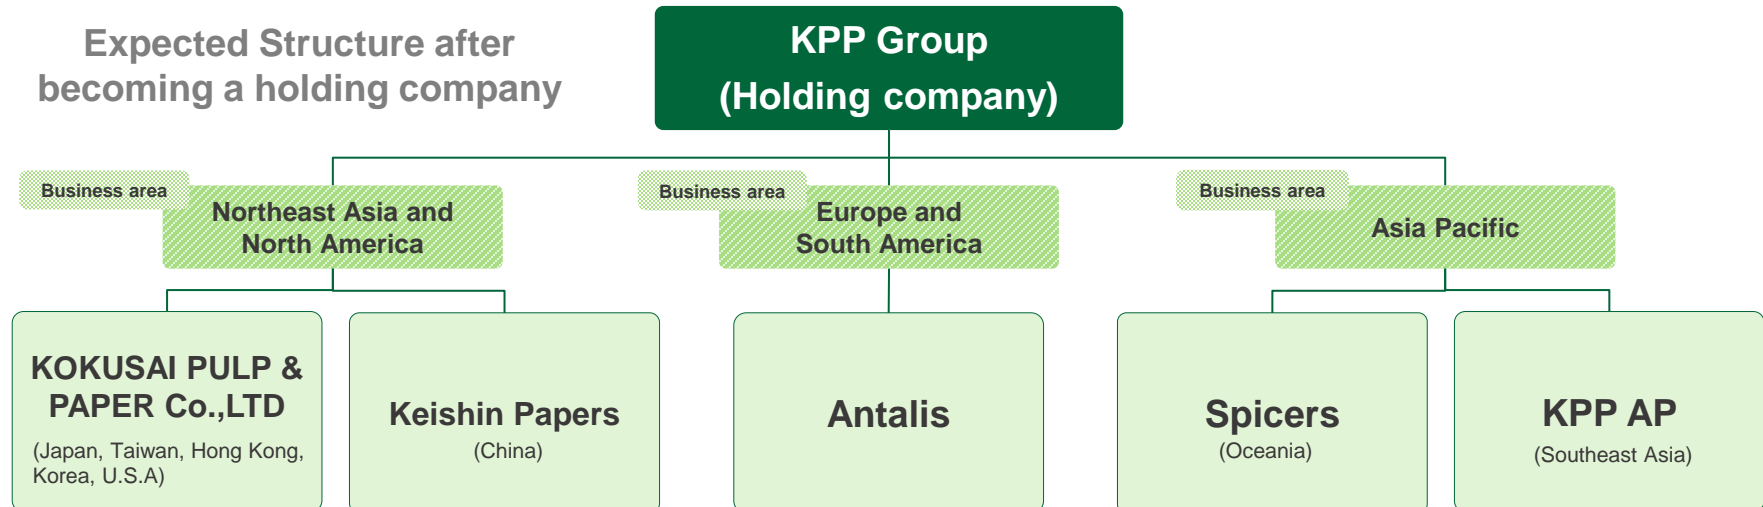 Expected Structure after
becoming a holding company
KPP Group
(Holding company)
Business area
Northeast Asia and
North America
Business area
Europe and
South America
Business area
Asia Pacific
KOKUSAI PULP &
PAPER Co.,LTD
(Japan, Taiwan, Hong Kong,
Korea, U.S.A)
Keishin Papers
(China)
Antalis
Spicers
(Oceania)
KPP AP
(Southeast Asia)